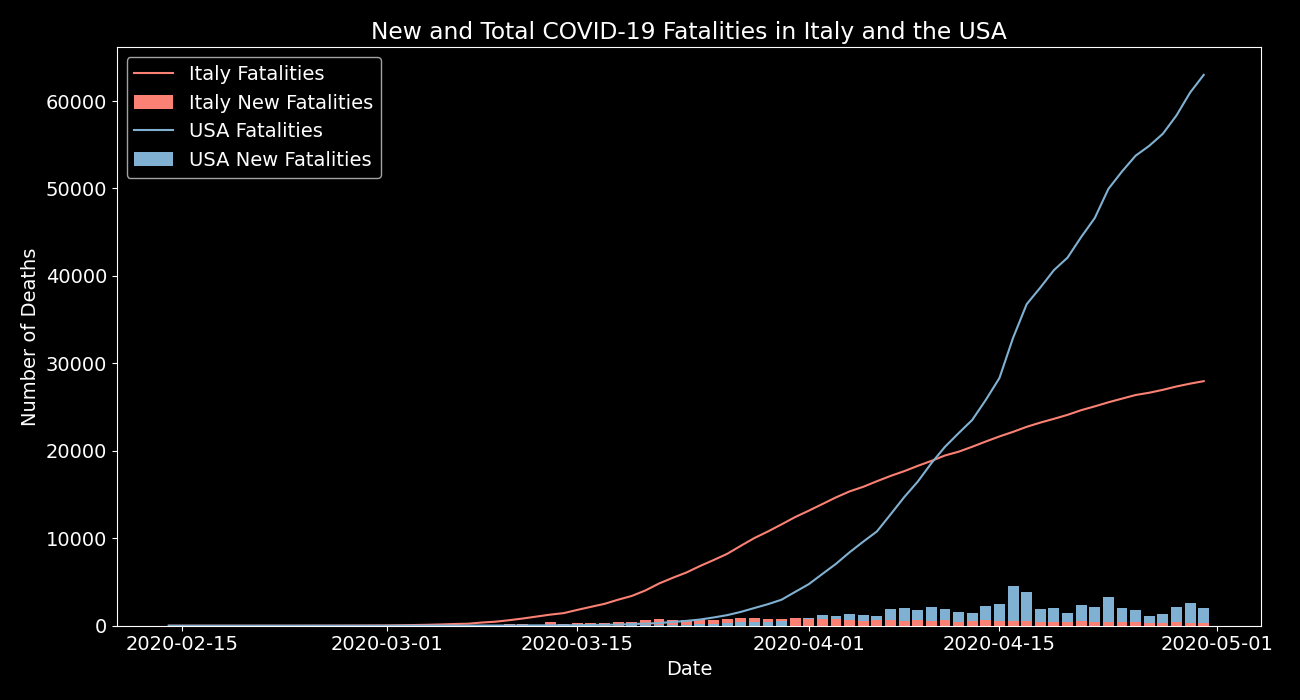 New and Total COVID-19 Fatalities in Italy and the USA
Italy Fatalities
Italy New Fatalities
USA Fatalities
USA New Fatalities
Number of Deaths
60000
50000
40000
30000
20000
10000
0
2020-02-15
2020-03-01
2020-03-15
2020-04-01
2020-04-15
2020-05-01
Date